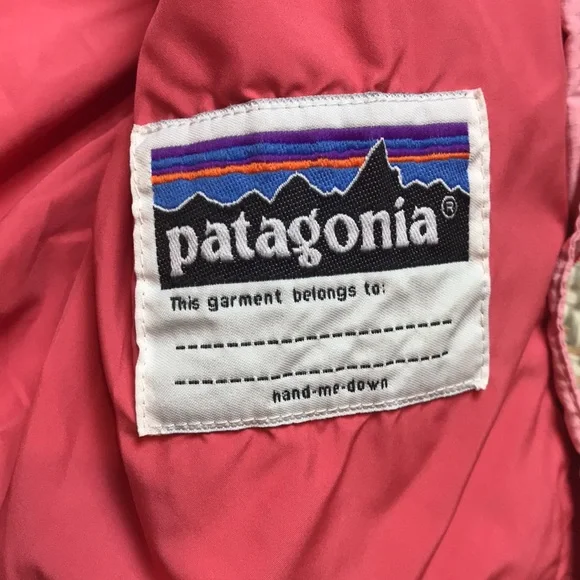 patagonia®
This garment belongs to:
hand-me-down